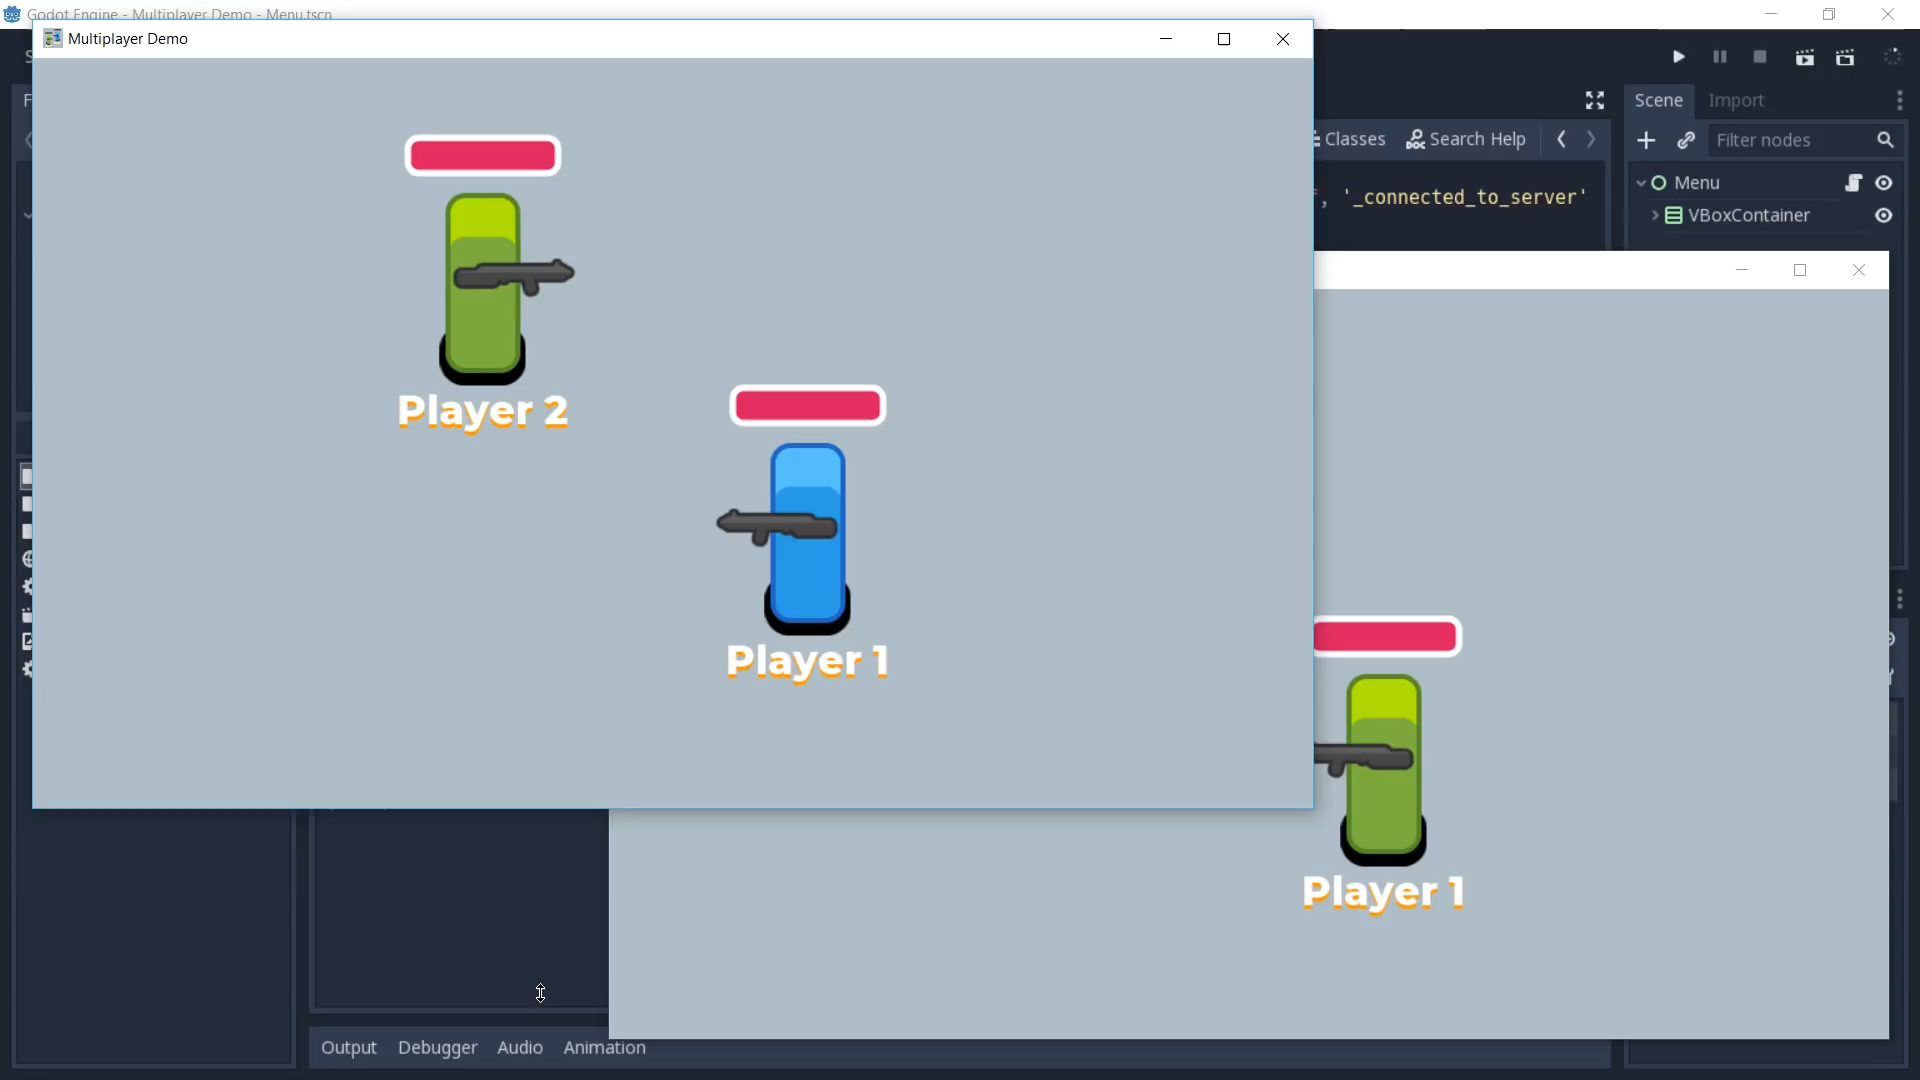 Godot Engine - Multiplayer Demo - Menu.tscn
Multiplayer Demo
Scene
Import
Classes
Search Help
Filter nodes
Menu
', '_connected_to_server'
VBoxContainer
Player 2
Player 1
Player 1
Output
Debugger
Audio
Animation